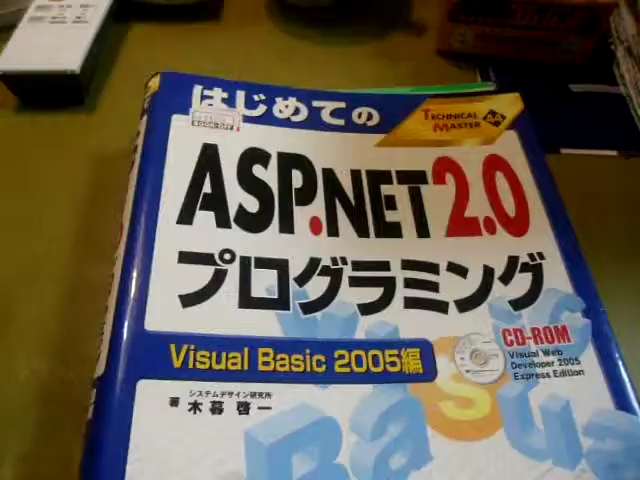 はじめての
TECHNICAL
MASTER
ASP.NET 2.0
プログラミング
Visual Basic 2005編
CD-ROM
Visual Web
Developer 2005
Express Edition
システムデザイン研究所
著 木暮 啓一
Visual
Basic